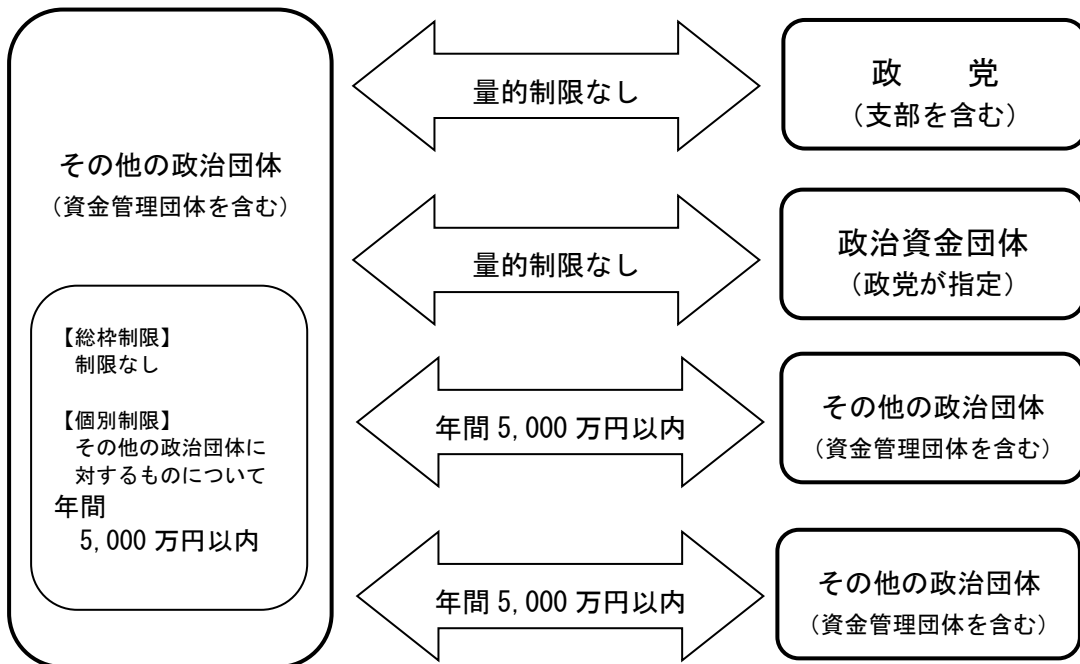 その他の政治団体
（資金管理団体を含む）
【総枠制限】
制限なし
【個別制限】
その他の政治団体に
対するものについて
年間
5,000 万円以内
量的制限なし
政　　党
（支部を含む）
量的制限なし
政治資金団体
（政党が指定）
年間 5,000 万円以内
その他の政治団体
（資金管理団体を含む）
年間 5,000 万円以内
その他の政治団体
（資金管理団体を含む）